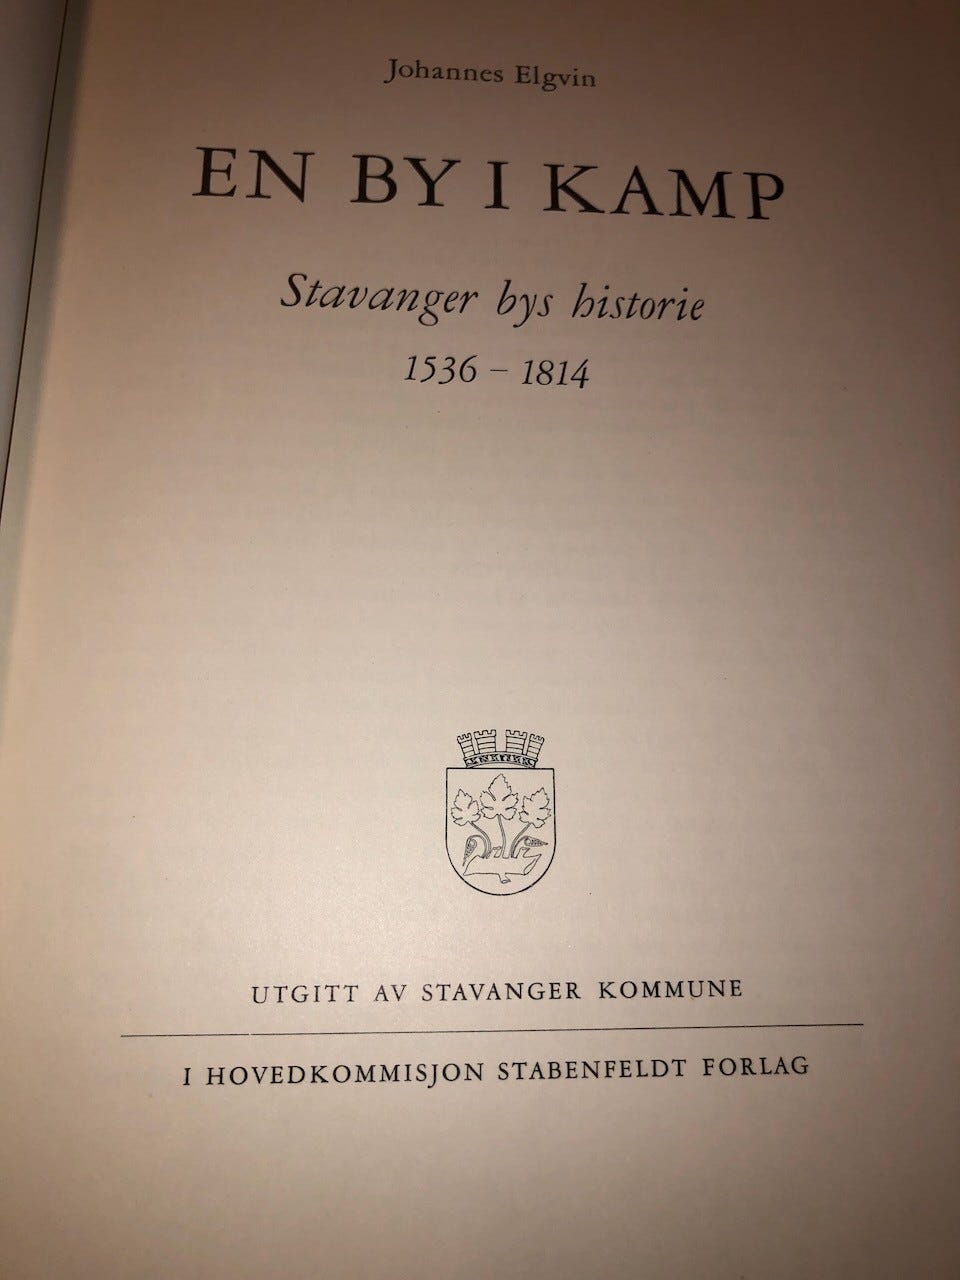 Johannes Elgvin
EN BY I KAMP
Stavanger bys historie
1536 – 1814
UTGITT AV STAVANGER KOMMUNE
I HOVEDKOMMISJON STABENFELDT FORLAG